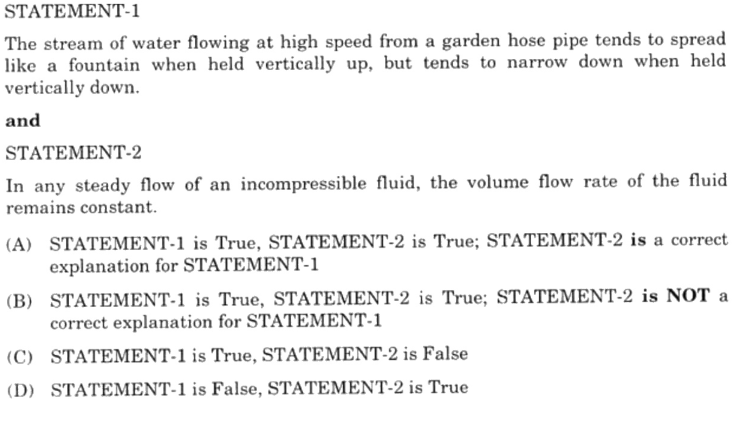 STATEMENT-1
The stream of water flowing at high speed from a garden hose pipe tends to spread
like a fountain when held vertically up, but tends to narrow down when held
vertically down.
and
STATEMENT-2
In any steady flow of an incompressible fluid, the volume flow rate of the fluid
remains constant.
(A) STATEMENT-1 is True, STATEMENT-2 is True; STATEMENT-2 is a correct
explanation for STATEMENT-1
(B) STATEMENT-1 is True, STATEMENT-2 is True; STATEMENT-2 is NOT a
correct explanation for STATEMENT-1
(C) STATEMENT-1 is True, STATEMENT-2 is False
(D) STATEMENT-1 is False, STATEMENT-2 is True